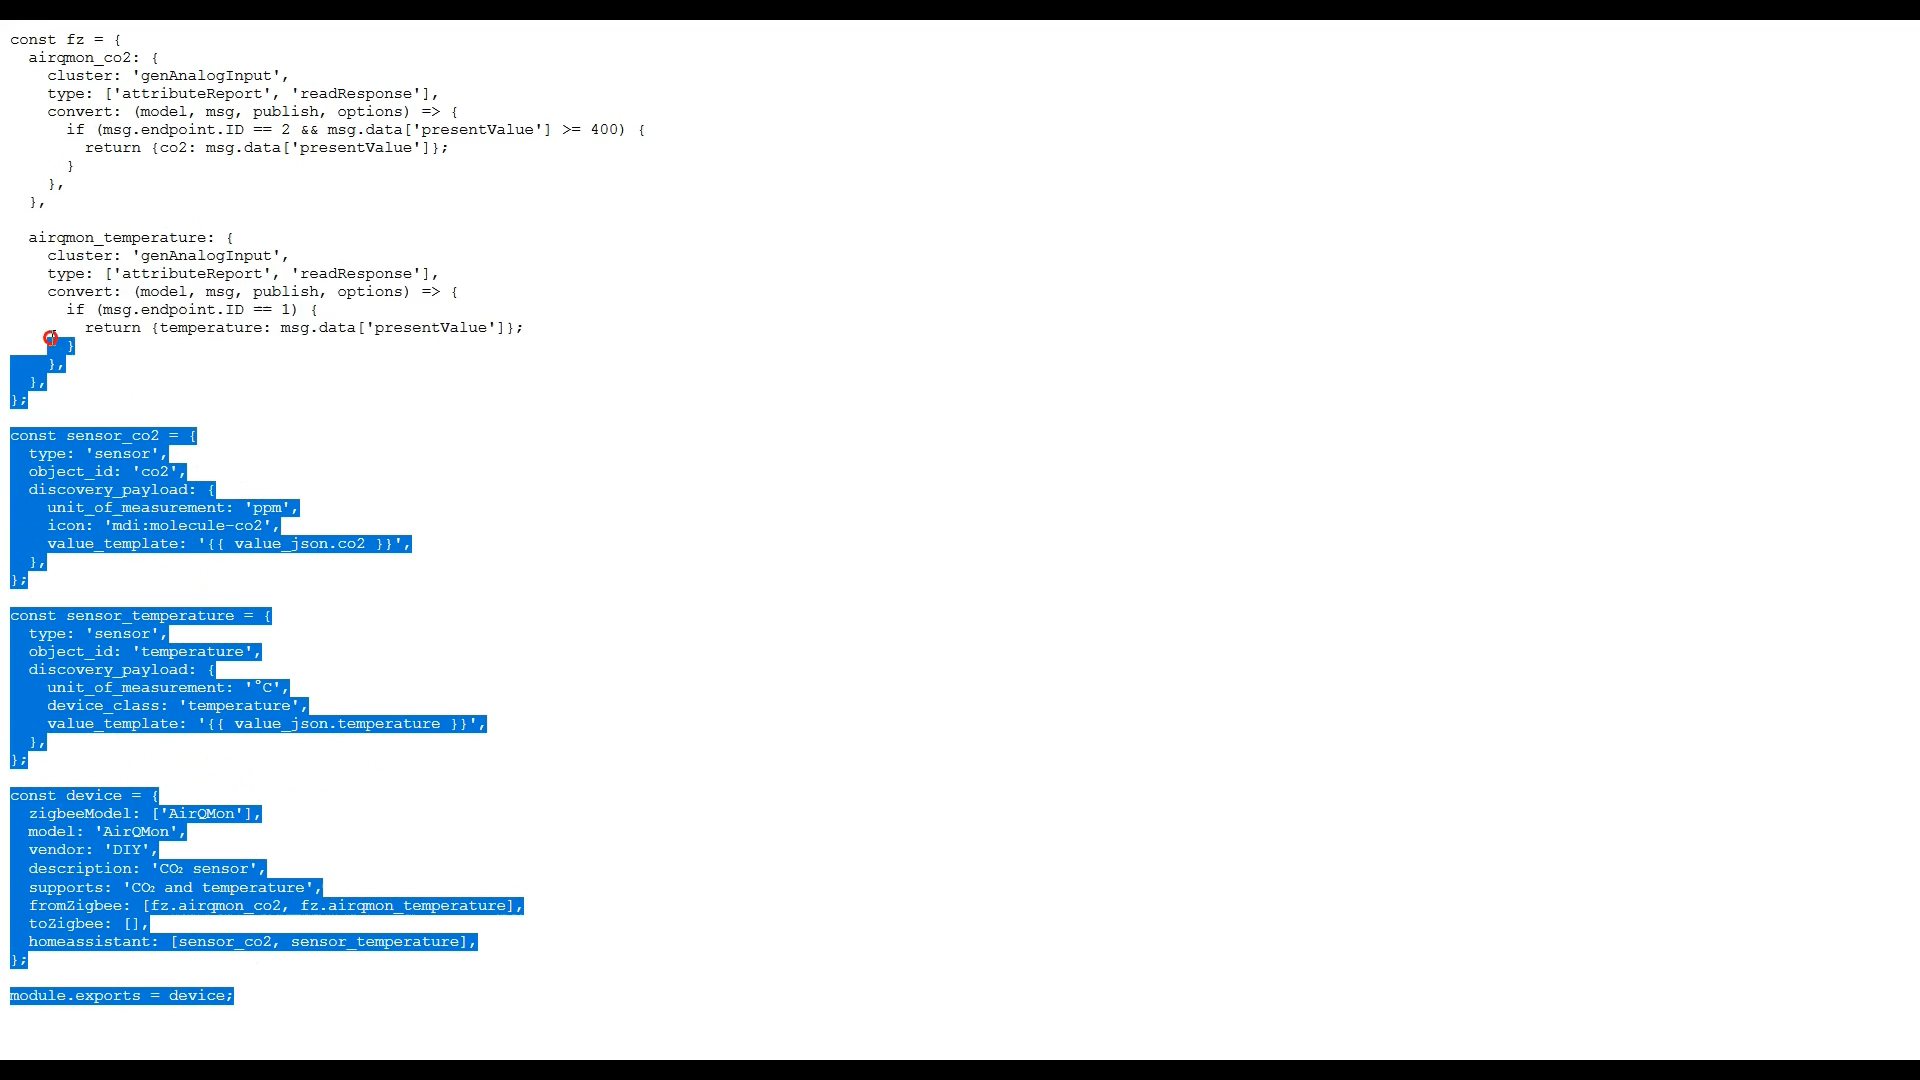 const fz = {
  airqmon_co2: {
    cluster: 'genAnalogInput',
    type: ['attributeReport', 'readResponse'],
    convert: (model, msg, publish, options) => {
      if (msg.endpoint.ID == 2 && msg.data['presentValue'] >= 400) {
        return {co2: msg.data['presentValue']};
      }
    },
  },

  airqmon_temperature: {
    cluster: 'genAnalogInput',
    type: ['attributeReport', 'readResponse'],
    convert: (model, msg, publish, options) => {
      if (msg.endpoint.ID == 1) {
        return {temperature: msg.data['presentValue']};
      }
    },
  },
};

const sensor_co2 = {
  type: 'sensor',
  object_id: 'co2',
  discovery_payload: {
    unit_of_measurement: 'ppm',
    icon: 'mdi:molecule-co2',
    value_template: '{{ value_json.co2 }}',
  },
};

const sensor_temperature = {
  type: 'sensor',
  object_id: 'temperature',
  discovery_payload: {
    unit_of_measurement: '°C',
    device_class: 'temperature',
    value_template: '{{ value_json.temperature }}',
  },
};

const device = {
  zigbeeModel: ['AirQMon'],
  model: 'AirQMon',
  vendor: 'DIY',
  description: 'CO₂ sensor',
  supports: 'CO₂ and temperature',
  fromZigbee: [fz.airqmon_co2, fz.airqmon_temperature],
  toZigbee: [],
  homeassistant: [sensor_co2, sensor_temperature],
};

module.exports = device;